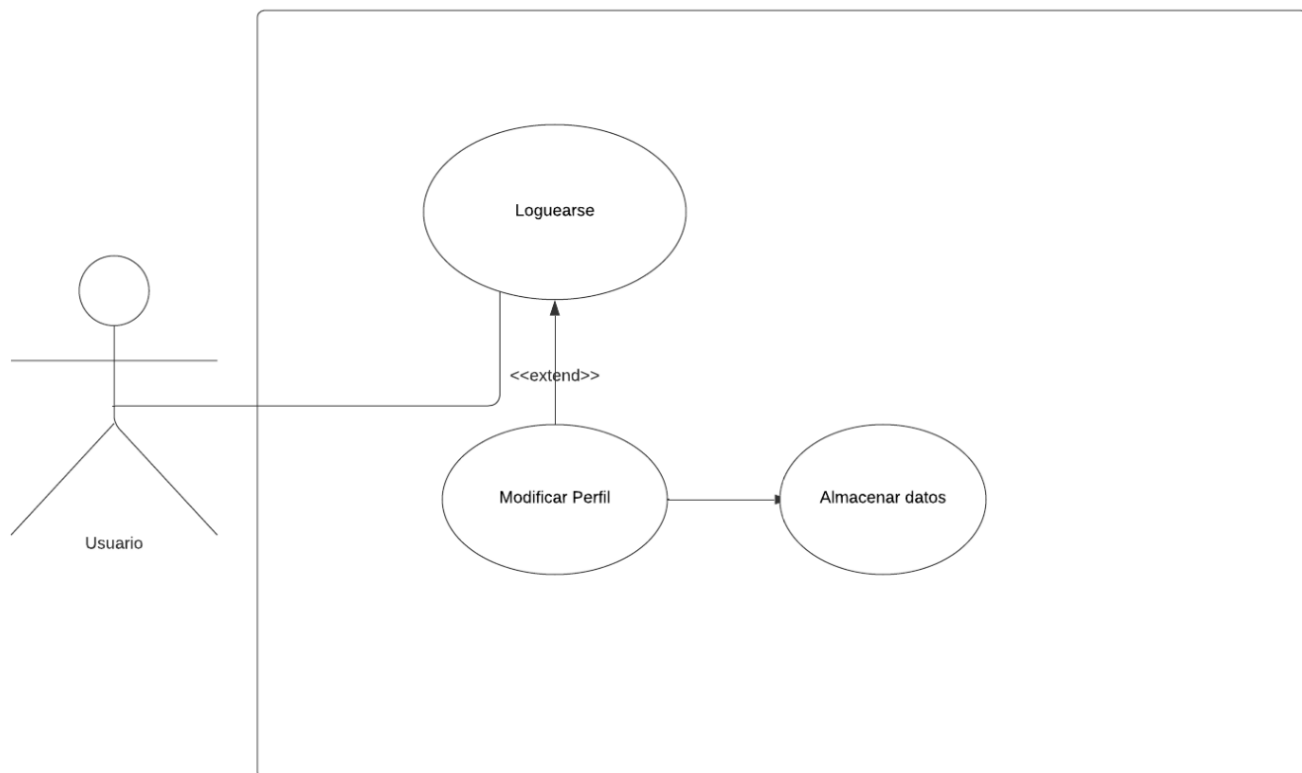 Loguearse
<<extend>>
Modificar Perfil
Almacenar datos
Usuario